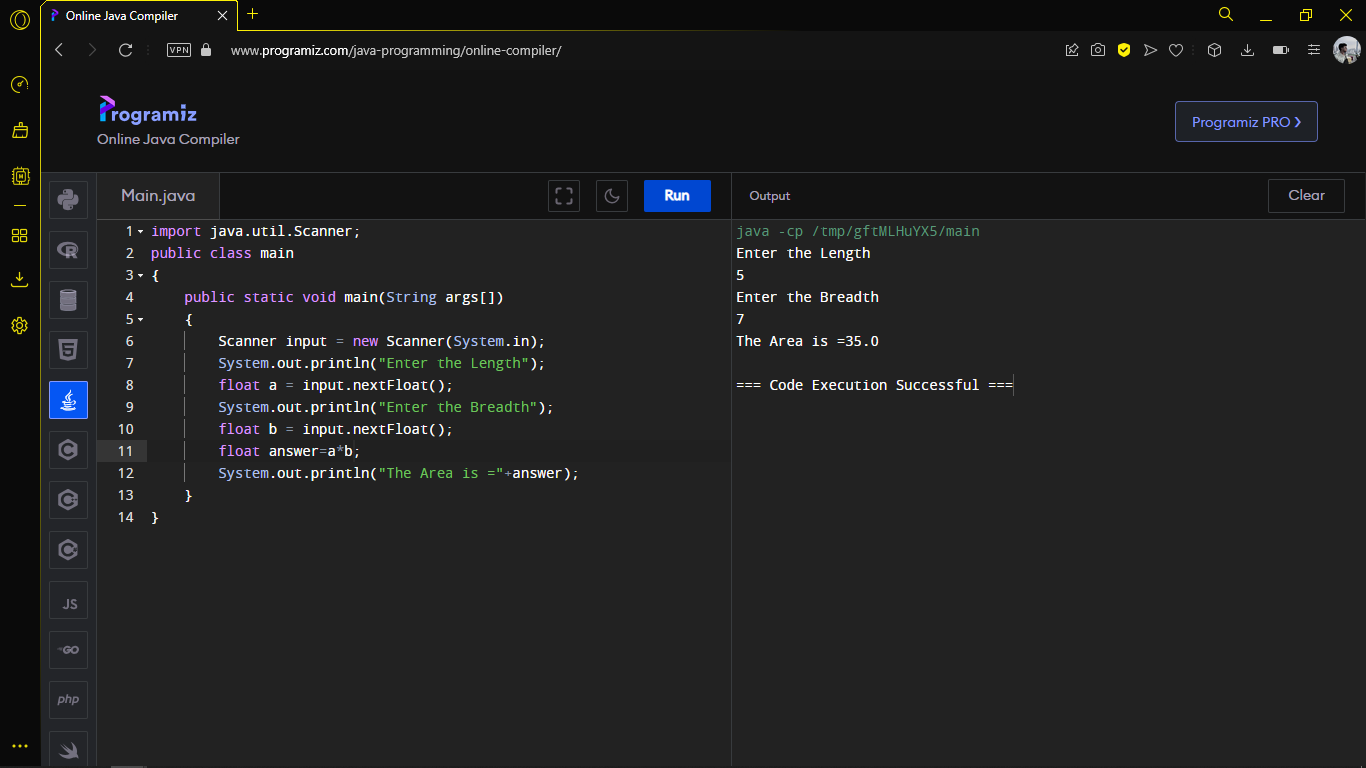 Online Java Compiler
VPN
www.programiz.com/java-programming/online-compiler/
Programiz
Online Java Compiler
Programiz PRO
Main.java
Run
Output
Clear
1 import java.util.Scanner;
2 public class main
3 {
4 public static void main(String args[])
5 {
6 Scanner input = new Scanner(System.in);
7 System.out.println("Enter the Length");
8 float a = input.nextFloat();
9 System.out.println("Enter the Breadth");
10 float b = input.nextFloat();
11 float answer=a*b;
12 System.out.println("The Area is ="+answer);
13 }
14 }
java -cp /tmp/gftMLHuYX5/main
Enter the Length
5
Enter the Breadth
7
The Area is =35.0
=== Code Execution Successful ===
R
5
C
C
C
JS
GO
php
M